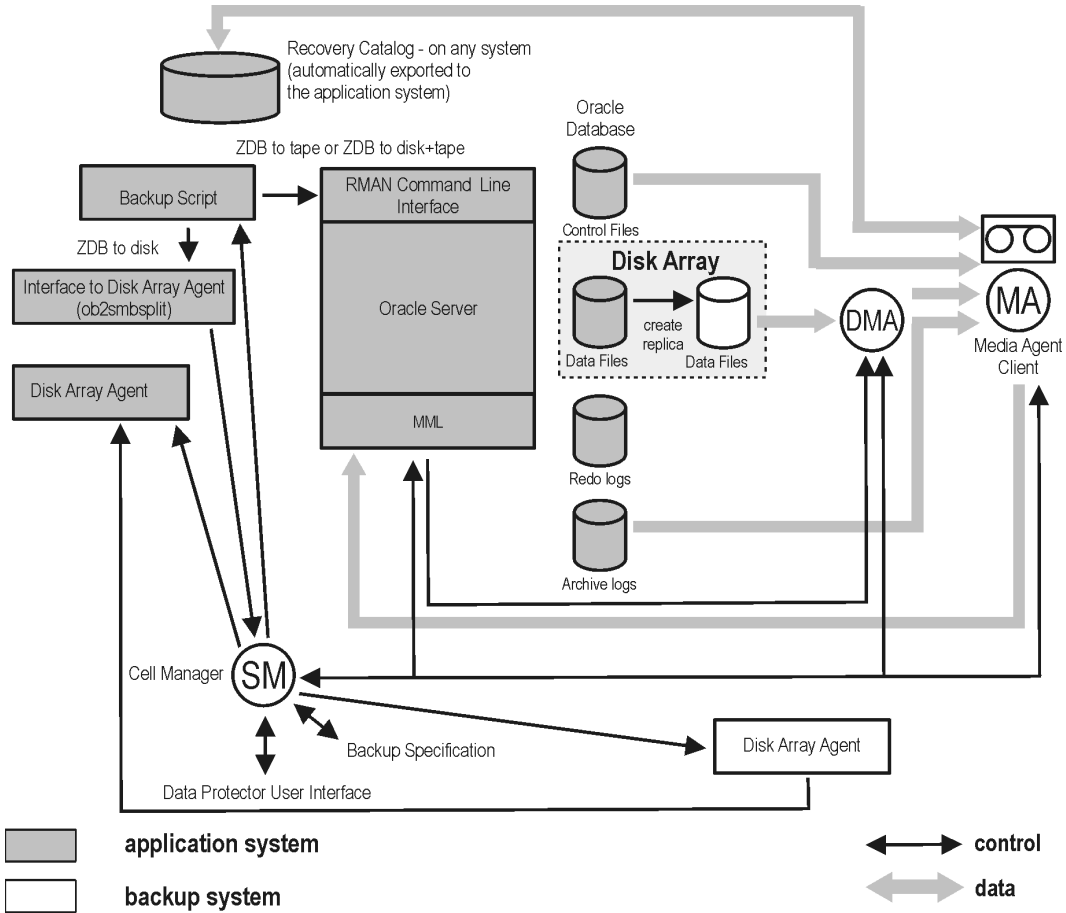 Recovery Catalog - on any system
(automatically exported to
the application system)
Oracle
Database
ZDB to tape or ZDB to disk+tape
Backup Script
RMAN Command Line
Interface
Control Files
ZDB to disk
Disk Array
Interface to Disk Array Agent
(ob2smbsplit)
Oracle Server
create
replica
Data Files
Data Files
DMA
MA
Media Agent
Client
Disk Array Agent
MML
Redo logs
Archive logs
Cell Manager
SM
Backup Specification
Disk Array Agent
Data Protector User Interface
application system
control
backup system
data